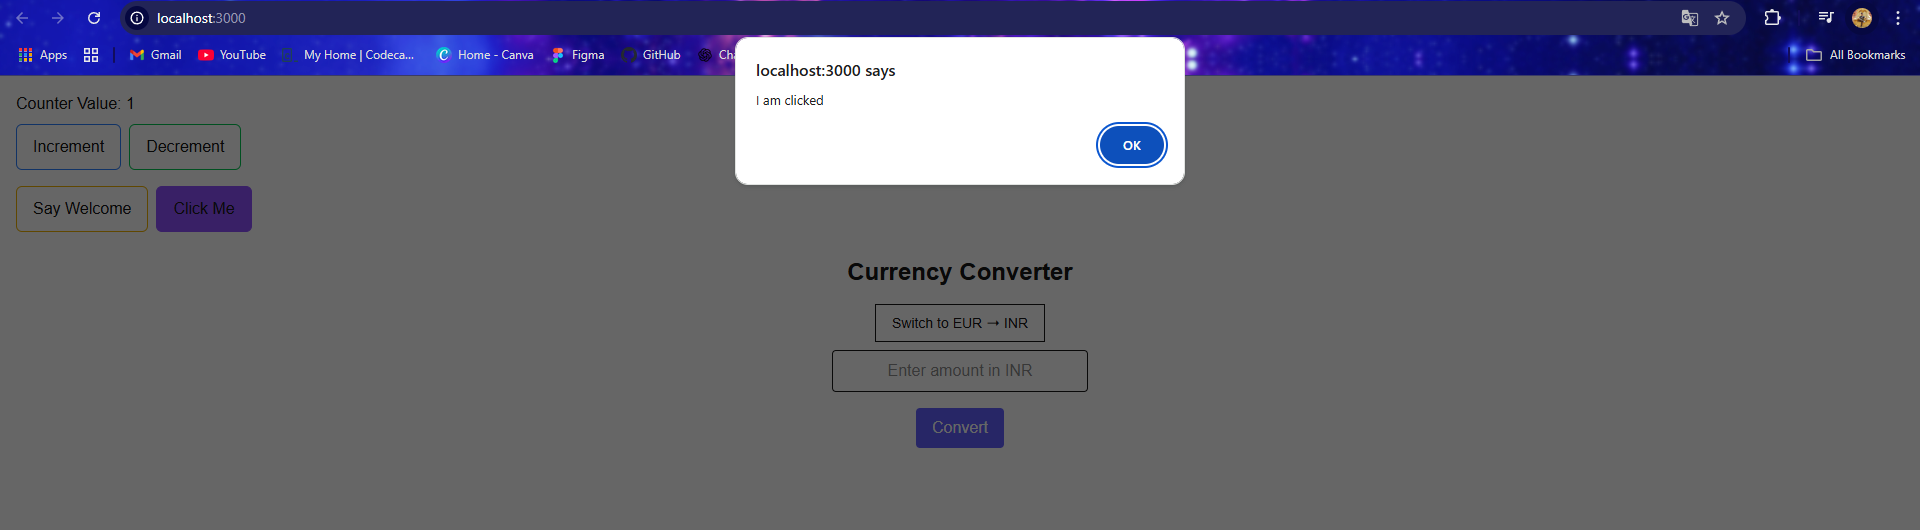 localhost:3000
Apps Gmail YouTube My Home | Codeca... Home - Canva Figma GitHub All Bookmarks
localhost:3000 says
I am clicked
OK
Counter Value: 1
Increment Decrement
Say Welcome Click Me
Currency Converter
Switch to EUR → INR
Enter amount in INR
Convert